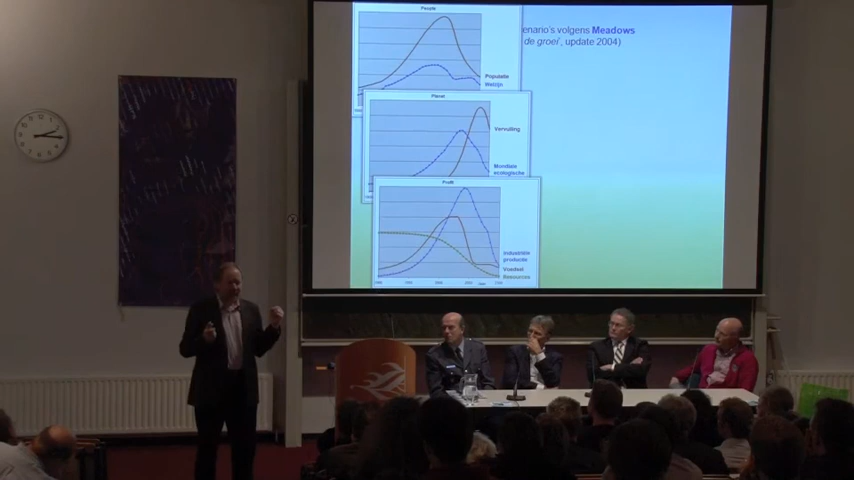 People
enario's volgens Meadows
de groei', update 2004)
Populatie
Welzijn
Planet
Vervuiling
Mondiale
ecologische
Profit
Industriële
producten
Voedsel
Resources